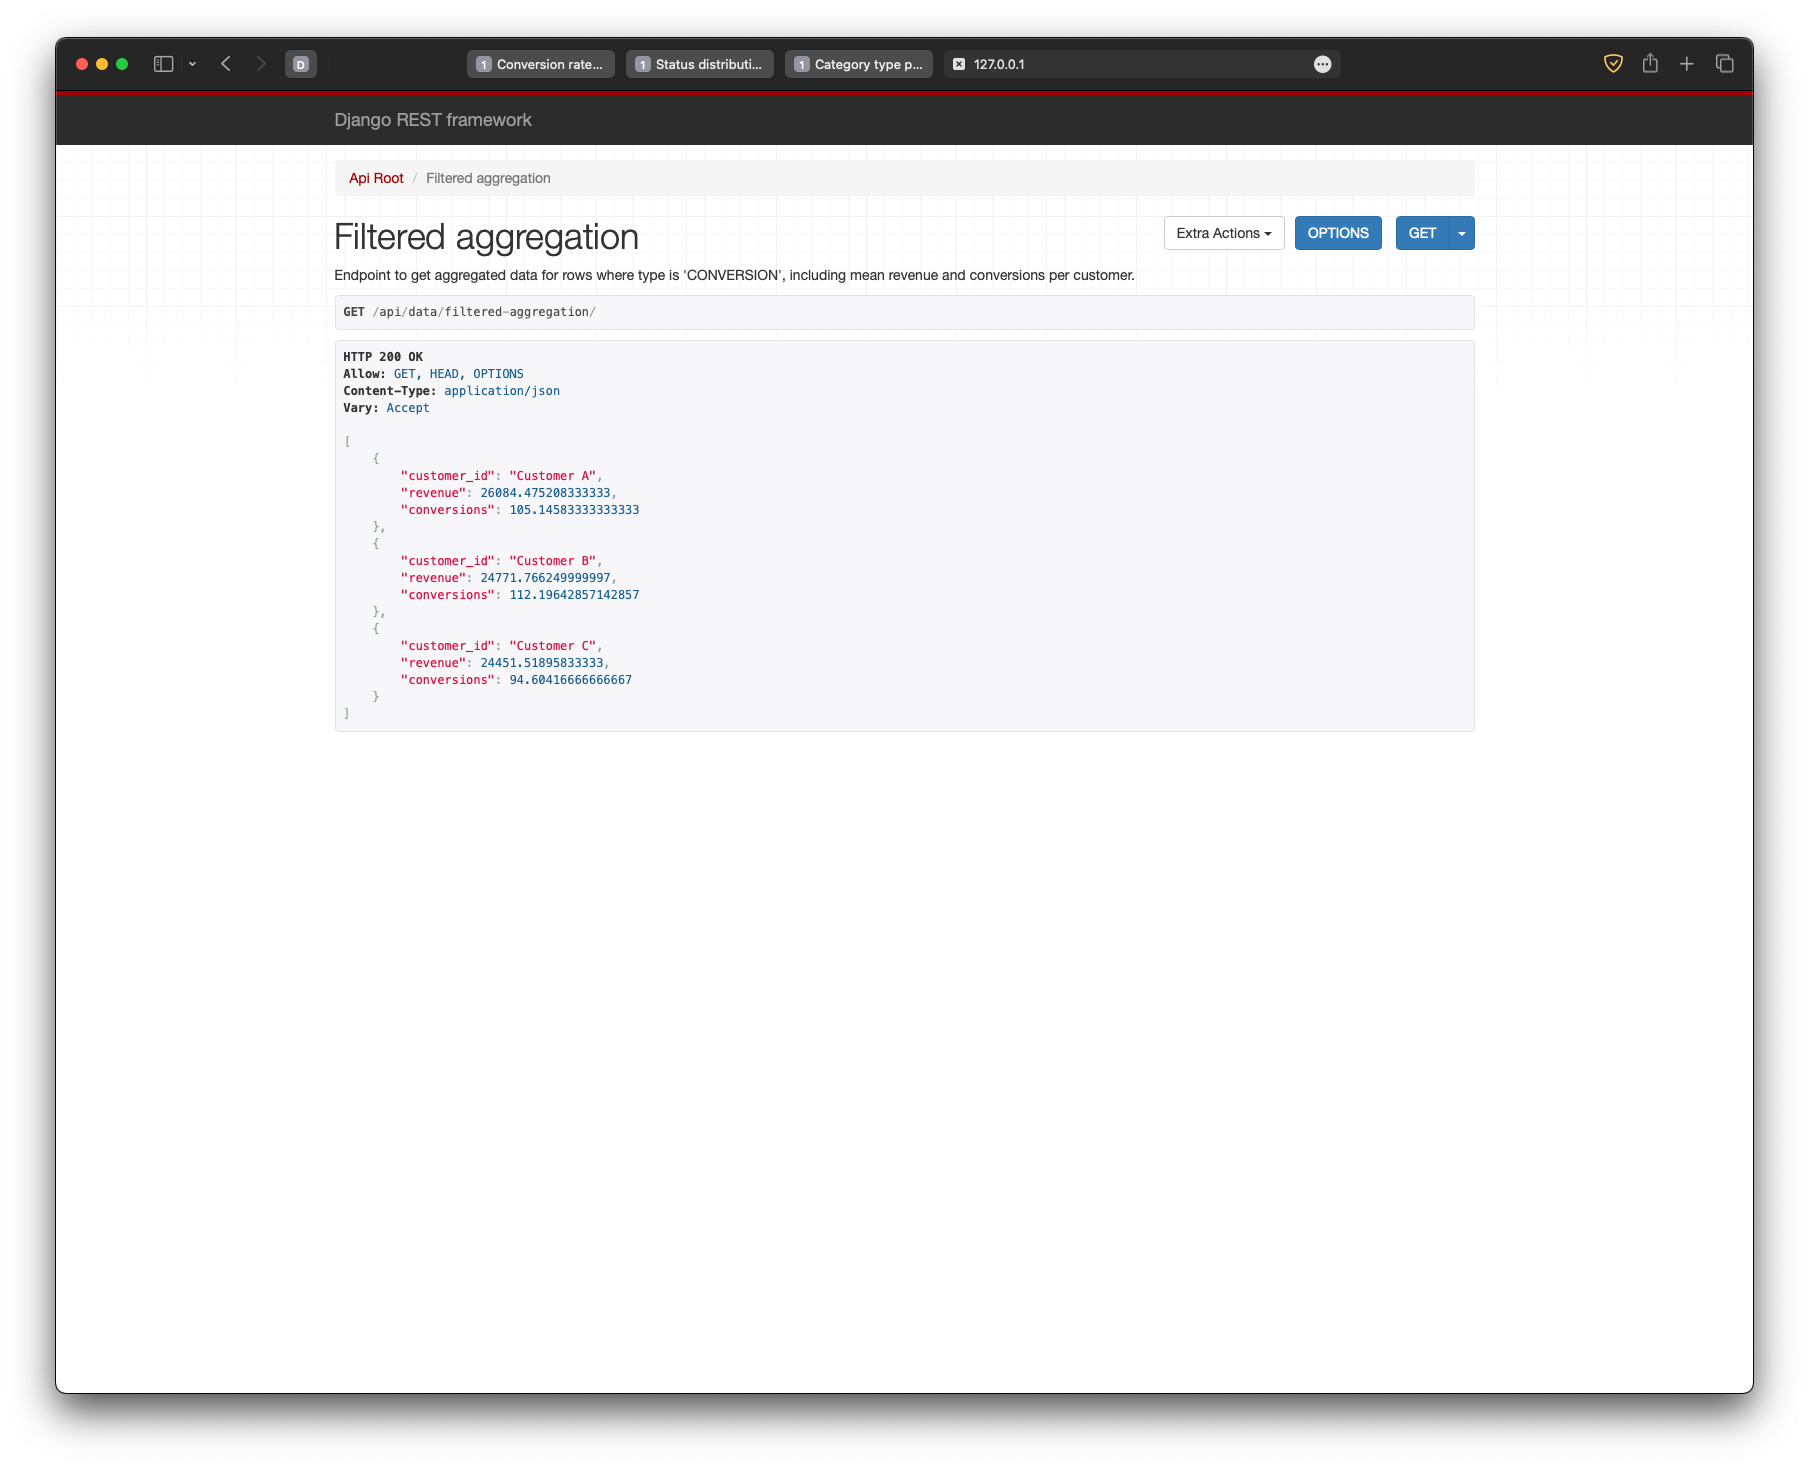 D
1 Conversion rate...
1 Status distributi...
1 Category type p...
127.0.0.1
Django REST framework
Api Root / Filtered aggregation
Filtered aggregation
Extra Actions
OPTIONS
GET
Endpoint to get aggregated data for rows where type is 'CONVERSION', including mean revenue and conversions per customer.
GET /api/data/filtered-aggregation/
HTTP 200 OK
Allow: GET, HEAD, OPTIONS
Content-Type: application/json
Vary: Accept
[
    {
        "customer_id": "Customer A",
        "revenue": 26084.475208333333,
        "conversions": 105.14583333333333
    },
    {
        "customer_id": "Customer B",
        "revenue": 24771.766249999997,
        "conversions": 112.19642857142857
    },
    {
        "customer_id": "Customer C",
        "revenue": 24451.51895833333,
        "conversions": 94.60416666666667
    }
]